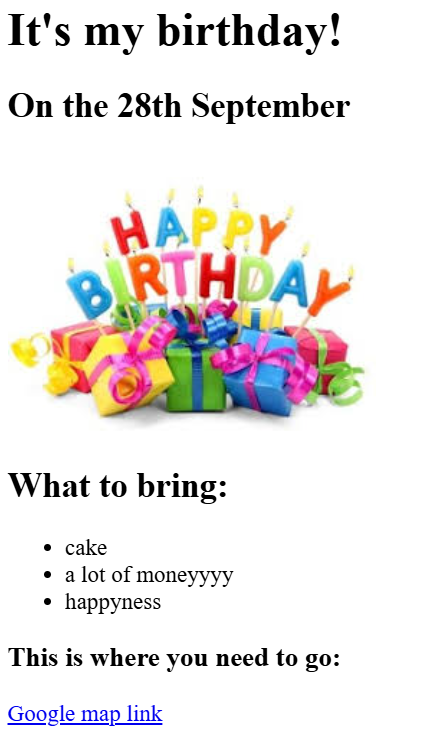 It's my birthday!
On the 28th September
HAPPY
BIRTHDAY
What to bring:
cake
a lot of moneyyyy
happyness
This is where you need to go:
Google map link